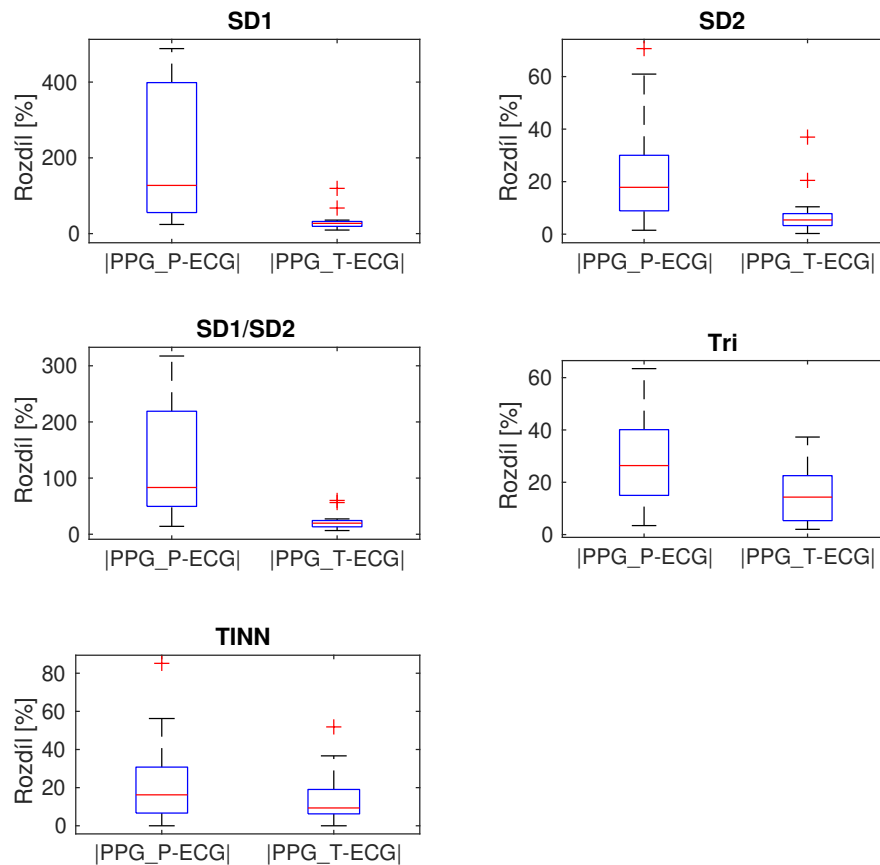 SD1
Rozdíl [%]
400
200
0
|PPG_P-ECG| |PPG_T-ECG|
SD2
Rozdíl [%]
60
40
20
0
|PPG_P-ECG| |PPG_T-ECG|
SD1/SD2
Rozdíl [%]
300
200
100
0
|PPG_P-ECG| |PPG_T-ECG|
Tri
Rozdíl [%]
60
40
20
0
|PPG_P-ECG| |PPG_T-ECG|
TINN
Rozdíl [%]
80
60
40
20
0
|PPG_P-ECG| |PPG_T-ECG|